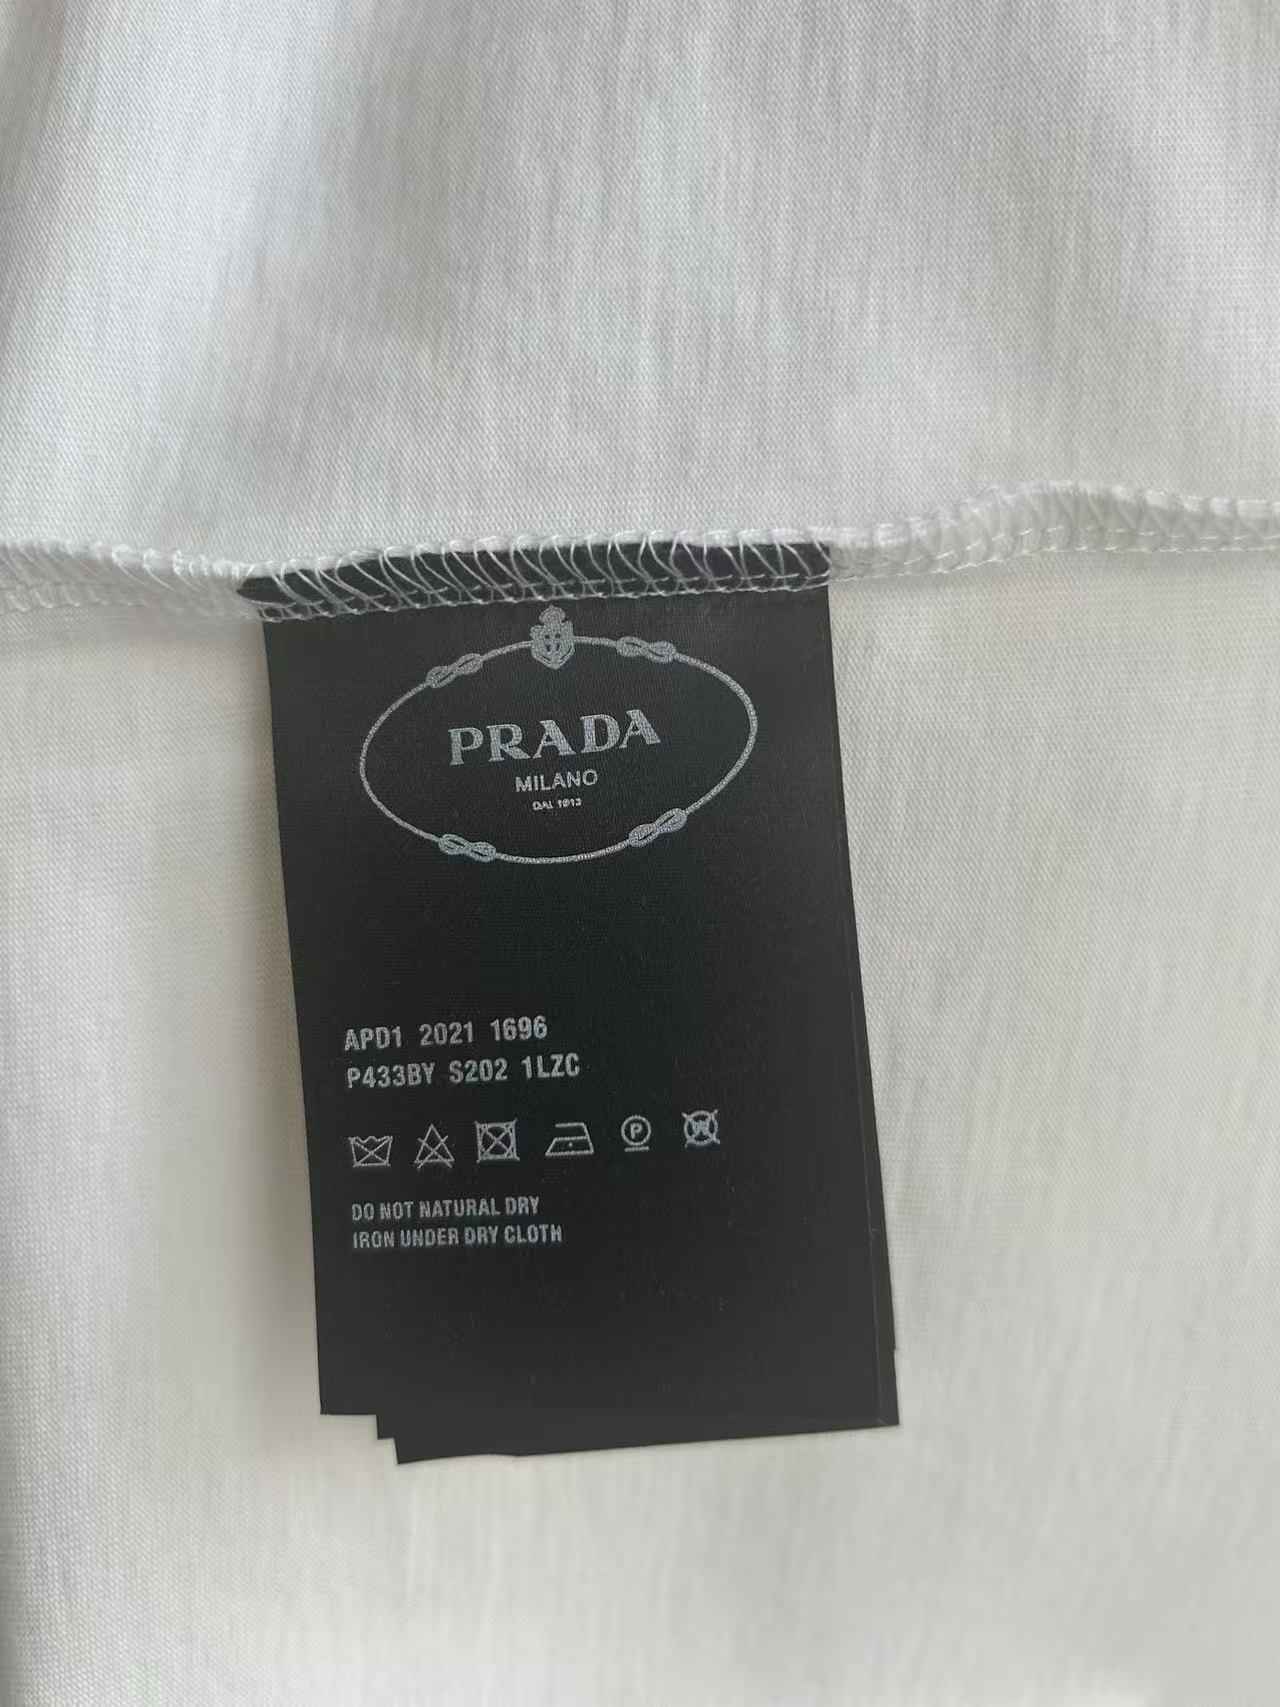 PRADA
MILANO
DAL 1913
APD1 2021 1696
P433BY S202 1LZC
P W
DO NOT NATURAL DRY
IRON UNDER DRY CLOTH